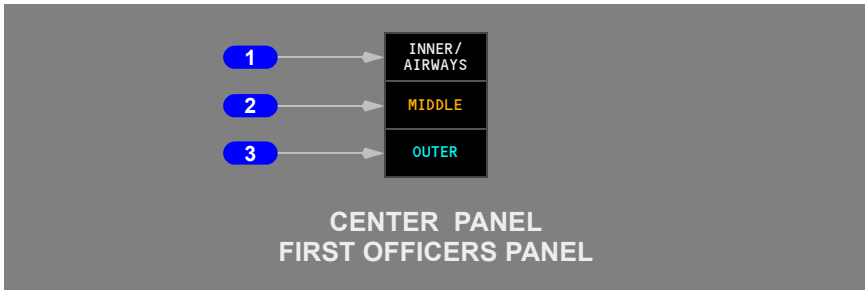 1
INNER/
AIRWAYS
2
MIDDLE
3
OUTER
CENTER PANEL
FIRST OFFICERS PANEL